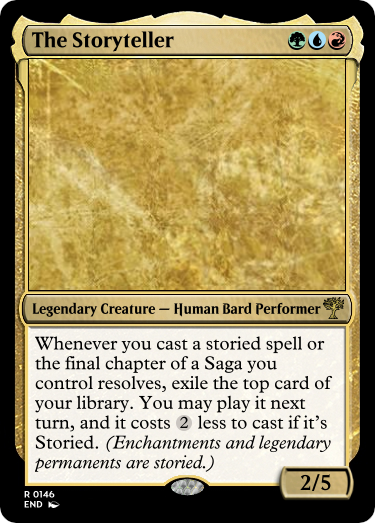 The Storyteller
Legendary Creature — Human Bard Performer
Whenever you cast a storied spell or
the final chapter of a Saga you
control resolves, exile the top card of
your library. You may play it next
turn, and it costs 2 less to cast if it's
Storied. (Enchantments and legendary
permanents are storied.)
2/5
R 0146
END